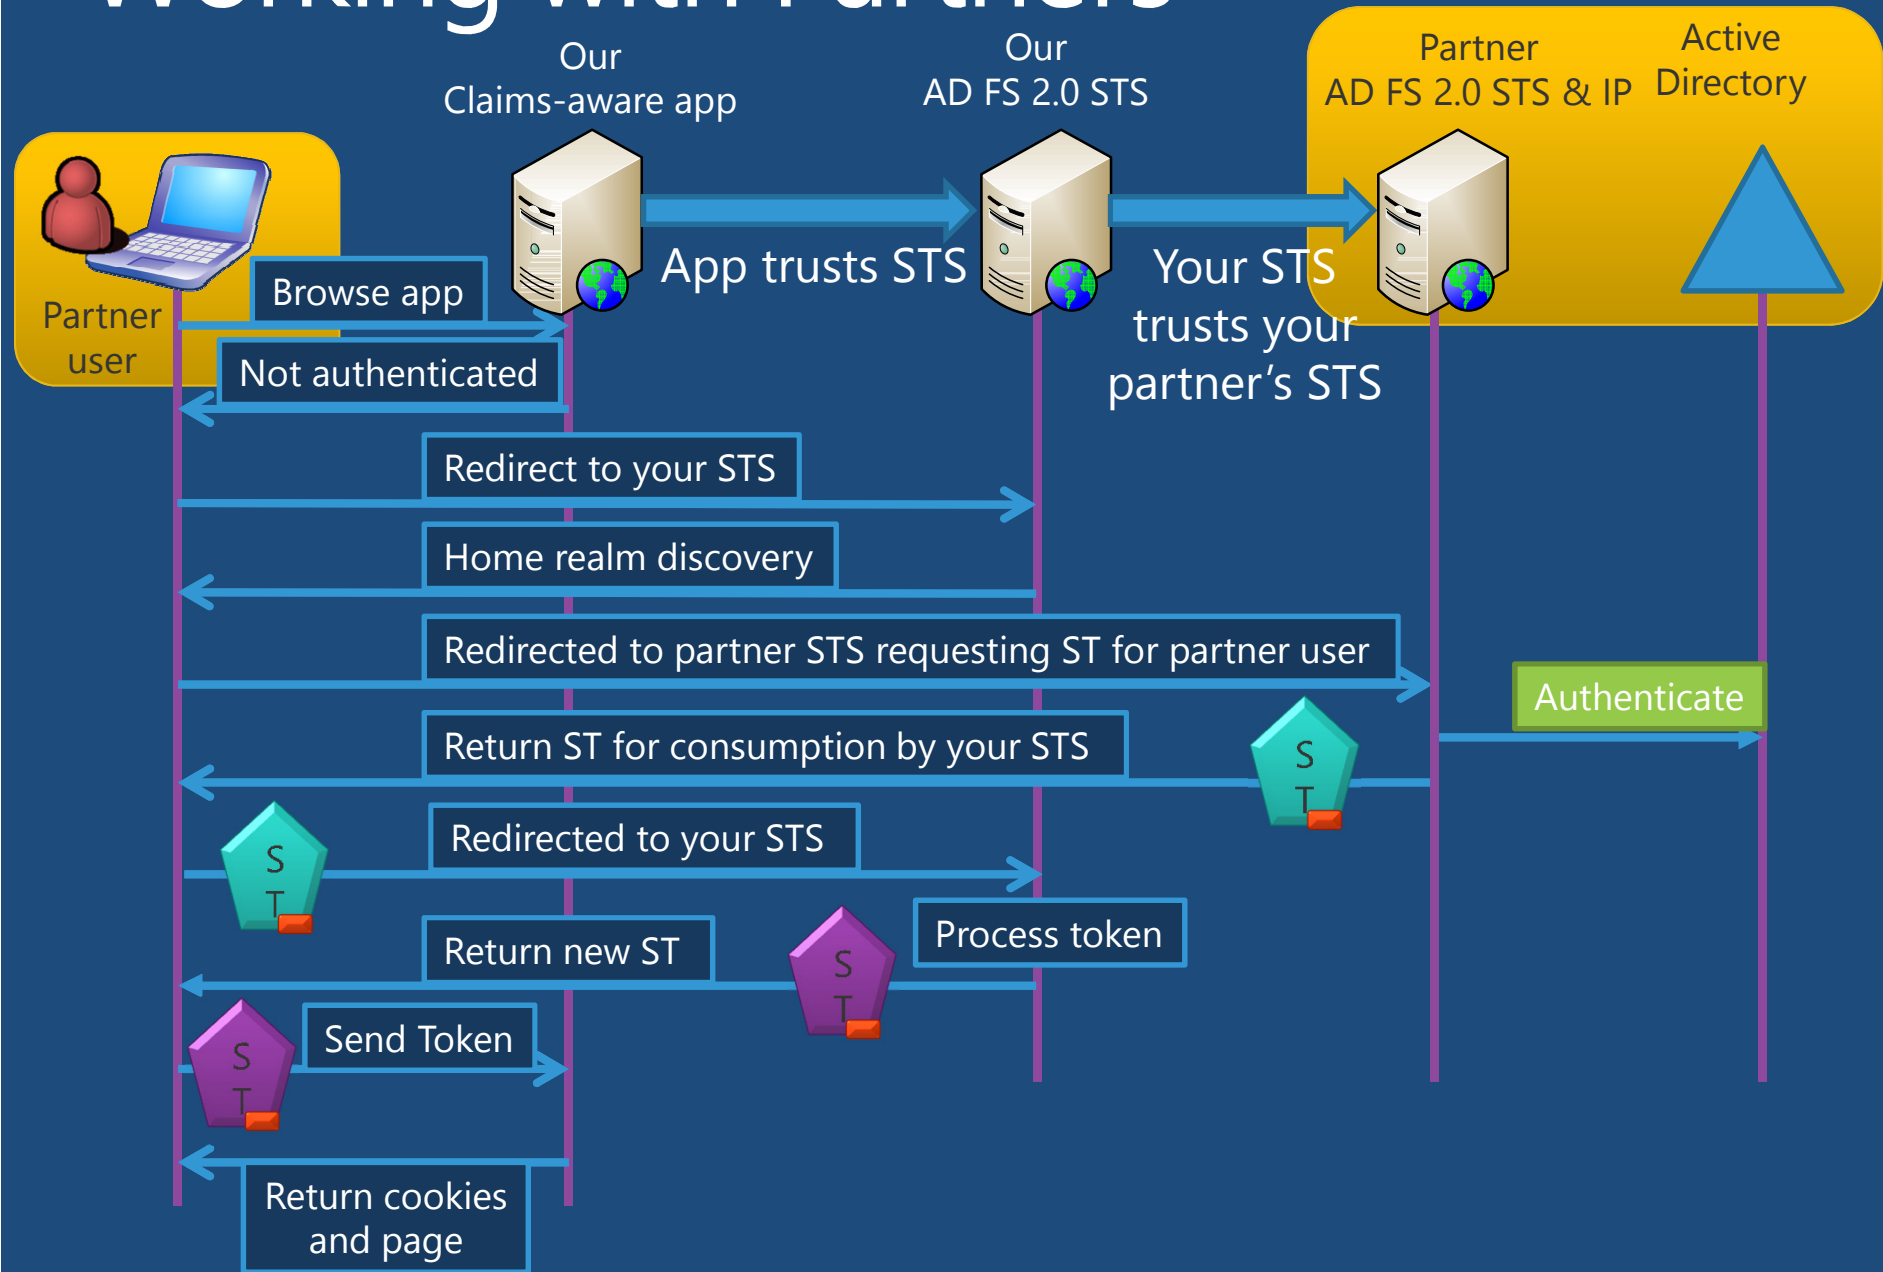 Working with Partners
Our
Claims-aware app
Our
AD FS 2.0 STS
Partner
AD FS 2.0 STS & IP
Active
Directory
Partner
user
App trusts STS
Your STS
trusts your
partner’s STS
Browse app
Not authenticated
Redirect to your STS
Home realm discovery
Redirected to partner STS requesting ST for partner user
Authenticate
Return ST for consumption by your STS
S
T
Redirected to your STS
S
T
Process token
Return new ST
S
T
Send Token
S
T
Return cookies
and page